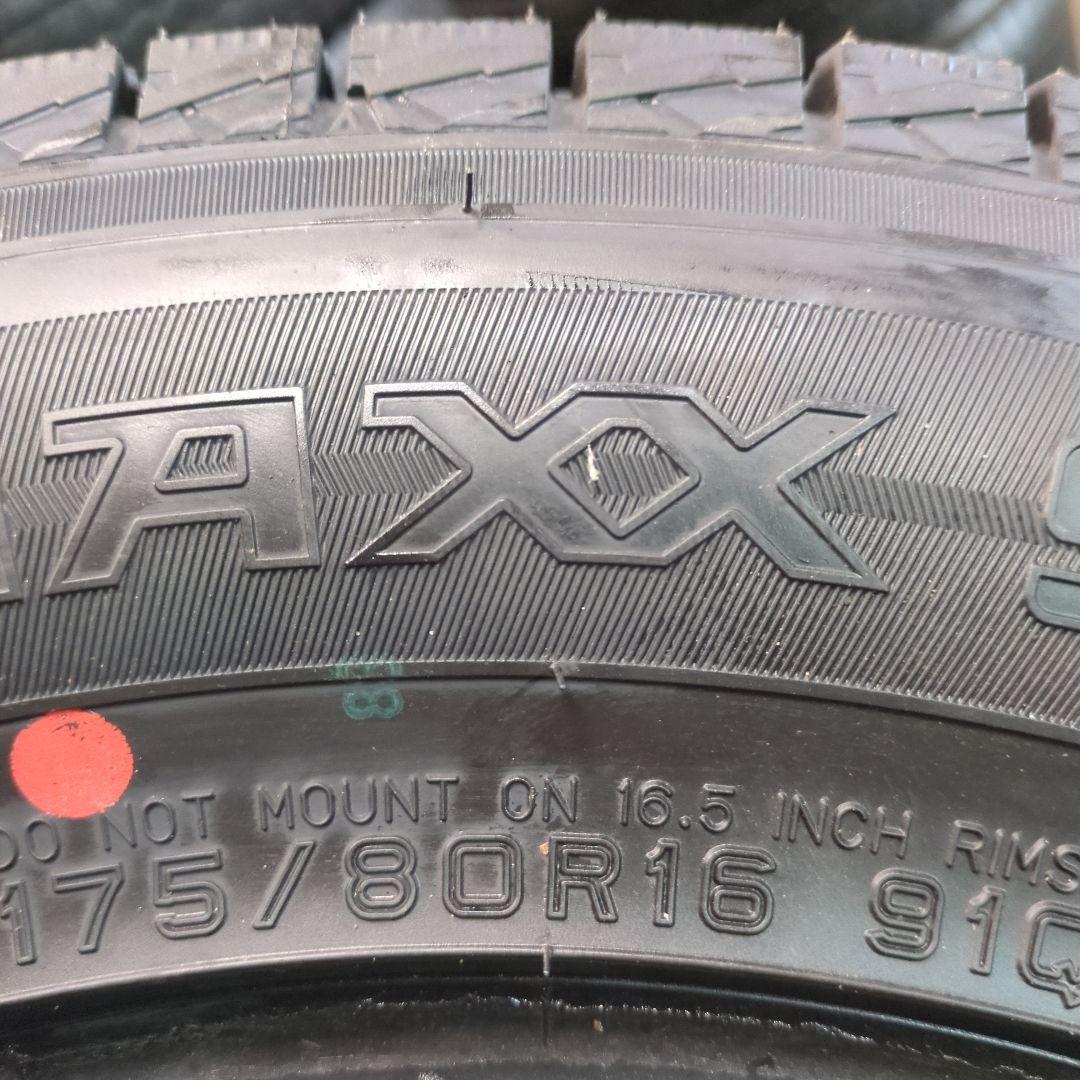 AXX S
DO NOT MOUNT ON 16.5 INCH RIMS
175/80R16 91Q